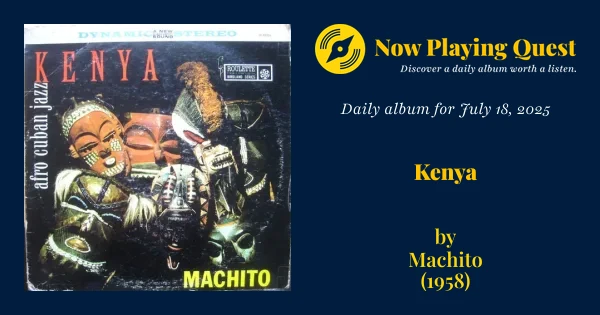 DYNAMIC STEREO
KENYA
afro cuban jazz
ROULETTE
MACHITO
Now Playing Quest
Discover a daily album worth a listen.
Daily album for July 18, 2025
Kenya
by
Machito
(1958)